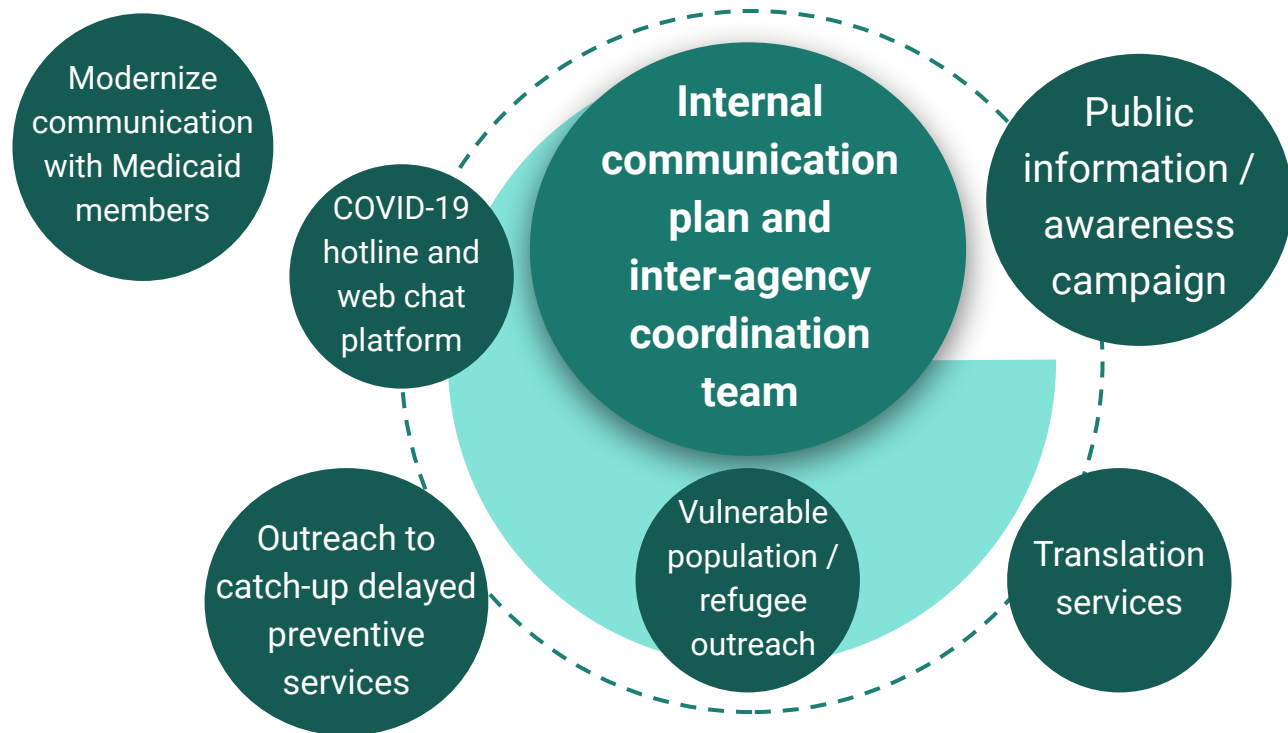 Modernize
communication
with Medicaid
members
COVID-19
hotline and
web chat
platform
Internal
communication
plan and
inter-agency
coordination
team
Public
information /
awareness
campaign
Outreach to
catch-up delayed
preventive
services
Vulnerable
population /
refugee
outreach
Translation
services